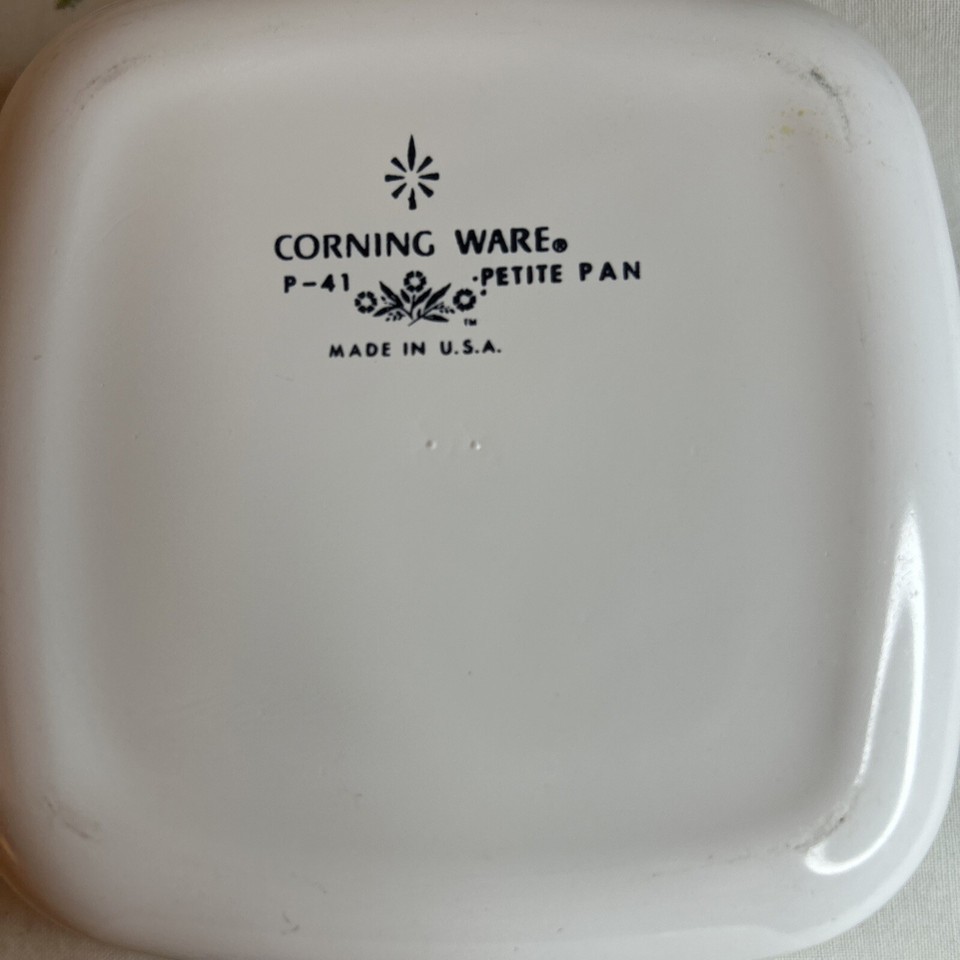 CORNING WARE®
P-41 PETITE PAN
TM
MADE IN U.S.A.